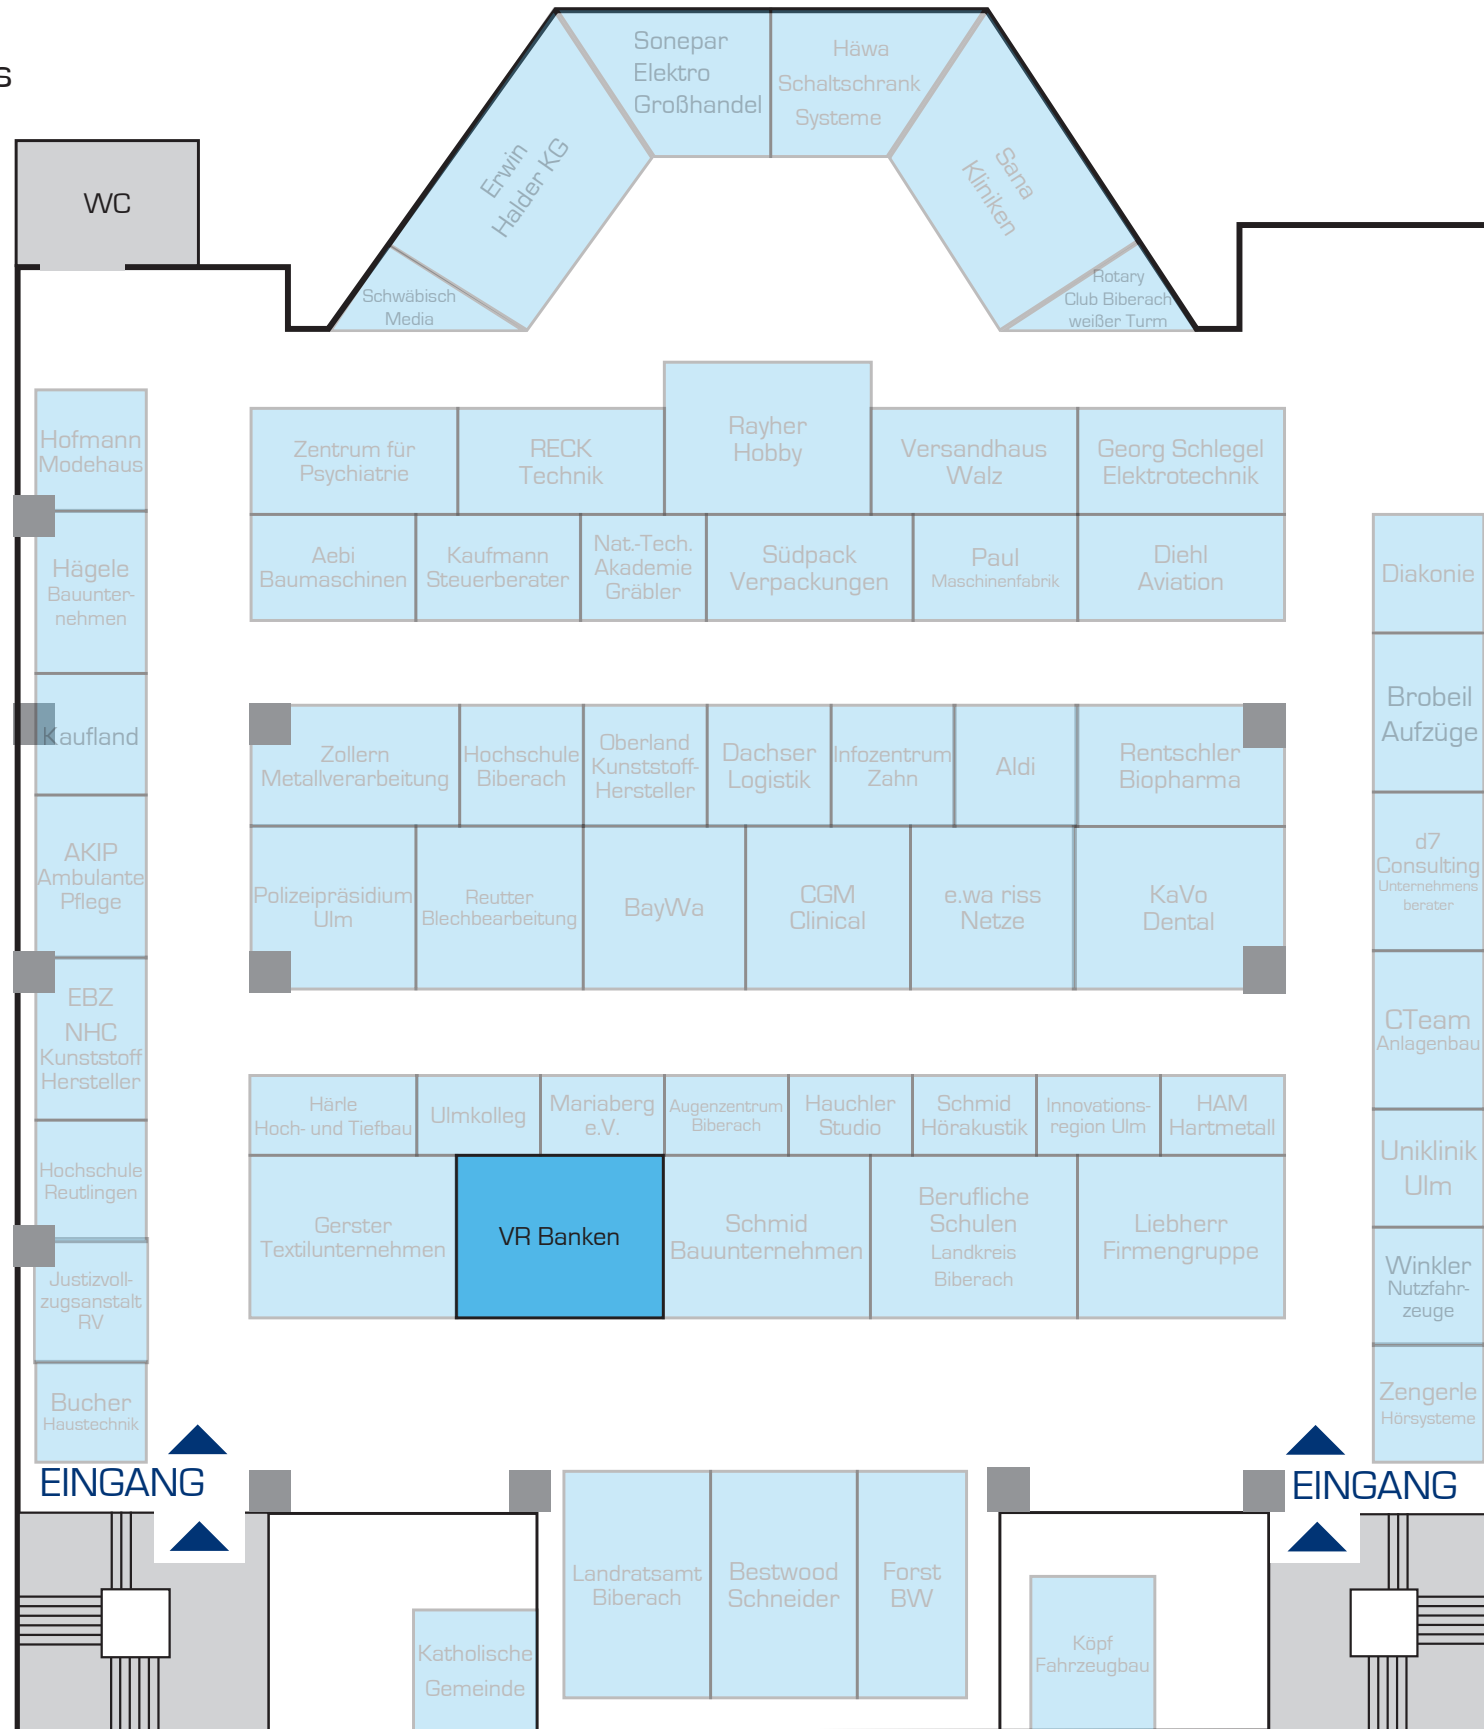 s
Sonepar
Elektro
Großhandel
Häwa
Schaltschrank
Systeme
Erwin
Halder KG
Sana
Kliniken
WC
Schwäbisch
Media
Rotary
Club Biberach
weißer Turm
Hofmann
Modehaus
Hägele
Bauunter-
nehmen
Kaufland
AKIP
Ambulante
Pflege
EBZ
NHC
Kunststoff
Hersteller
Hochschule
Reutlingen
Justizvoll-
zugsanstalt
RV
Bucher
Haustechnik
Zentrum für
Psychiatrie
RECK
Technik
Rayher
Hobby
Versandhaus
Walz
Georg Schlegel
Elektrotechnik
Aebi
Baumaschinen
Kaufmann
Steuerberater
Nat.-Tech.
Akademie
Gräbler
Südpack
Verpackungen
Paul
Maschinenfabrik
Diehl
Aviation
Zollern
Metallverarbeitung
Hochschule
Biberach
Oberland
Kunststoff-
Hersteller
Dachser
Logistik
Infozentrum
Zahn
Aldi
Rentschler
Biopharma
Polizeipräsidium
Ulm
Reutter
Blechbearbeitung
BayWa
CGM
Clinical
e.wa riss
Netze
KaVo
Dental
Härle
Hoch- und Tiefbau
Ulmkolleg
Mariaberg
e.V.
Augenzentrum
Biberach
Hauchler
Studio
Schmid
Hörakustik
Innovations-
region Ulm
HAM
Hartmetall
Gerster
Textilunternehmen
VR Banken
Schmid
Bauunternehmen
Berufliche
Schulen
Landkreis
Biberach
Liebherr
Firmengruppe
Diakonie
Brobeil
Aufzüge
d7
Consulting
Unternehmens
berater
CTeam
Anlagenbau
Uniklinik
Ulm
Winkler
Nutzfahr-
zeuge
Zengerle
Hörsysteme
EINGANG
EINGANG
Landratsamt
Biberach
Bestwood
Schneider
Forst
BW
Katholische
Gemeinde
Köpf
Fahrzeugbau